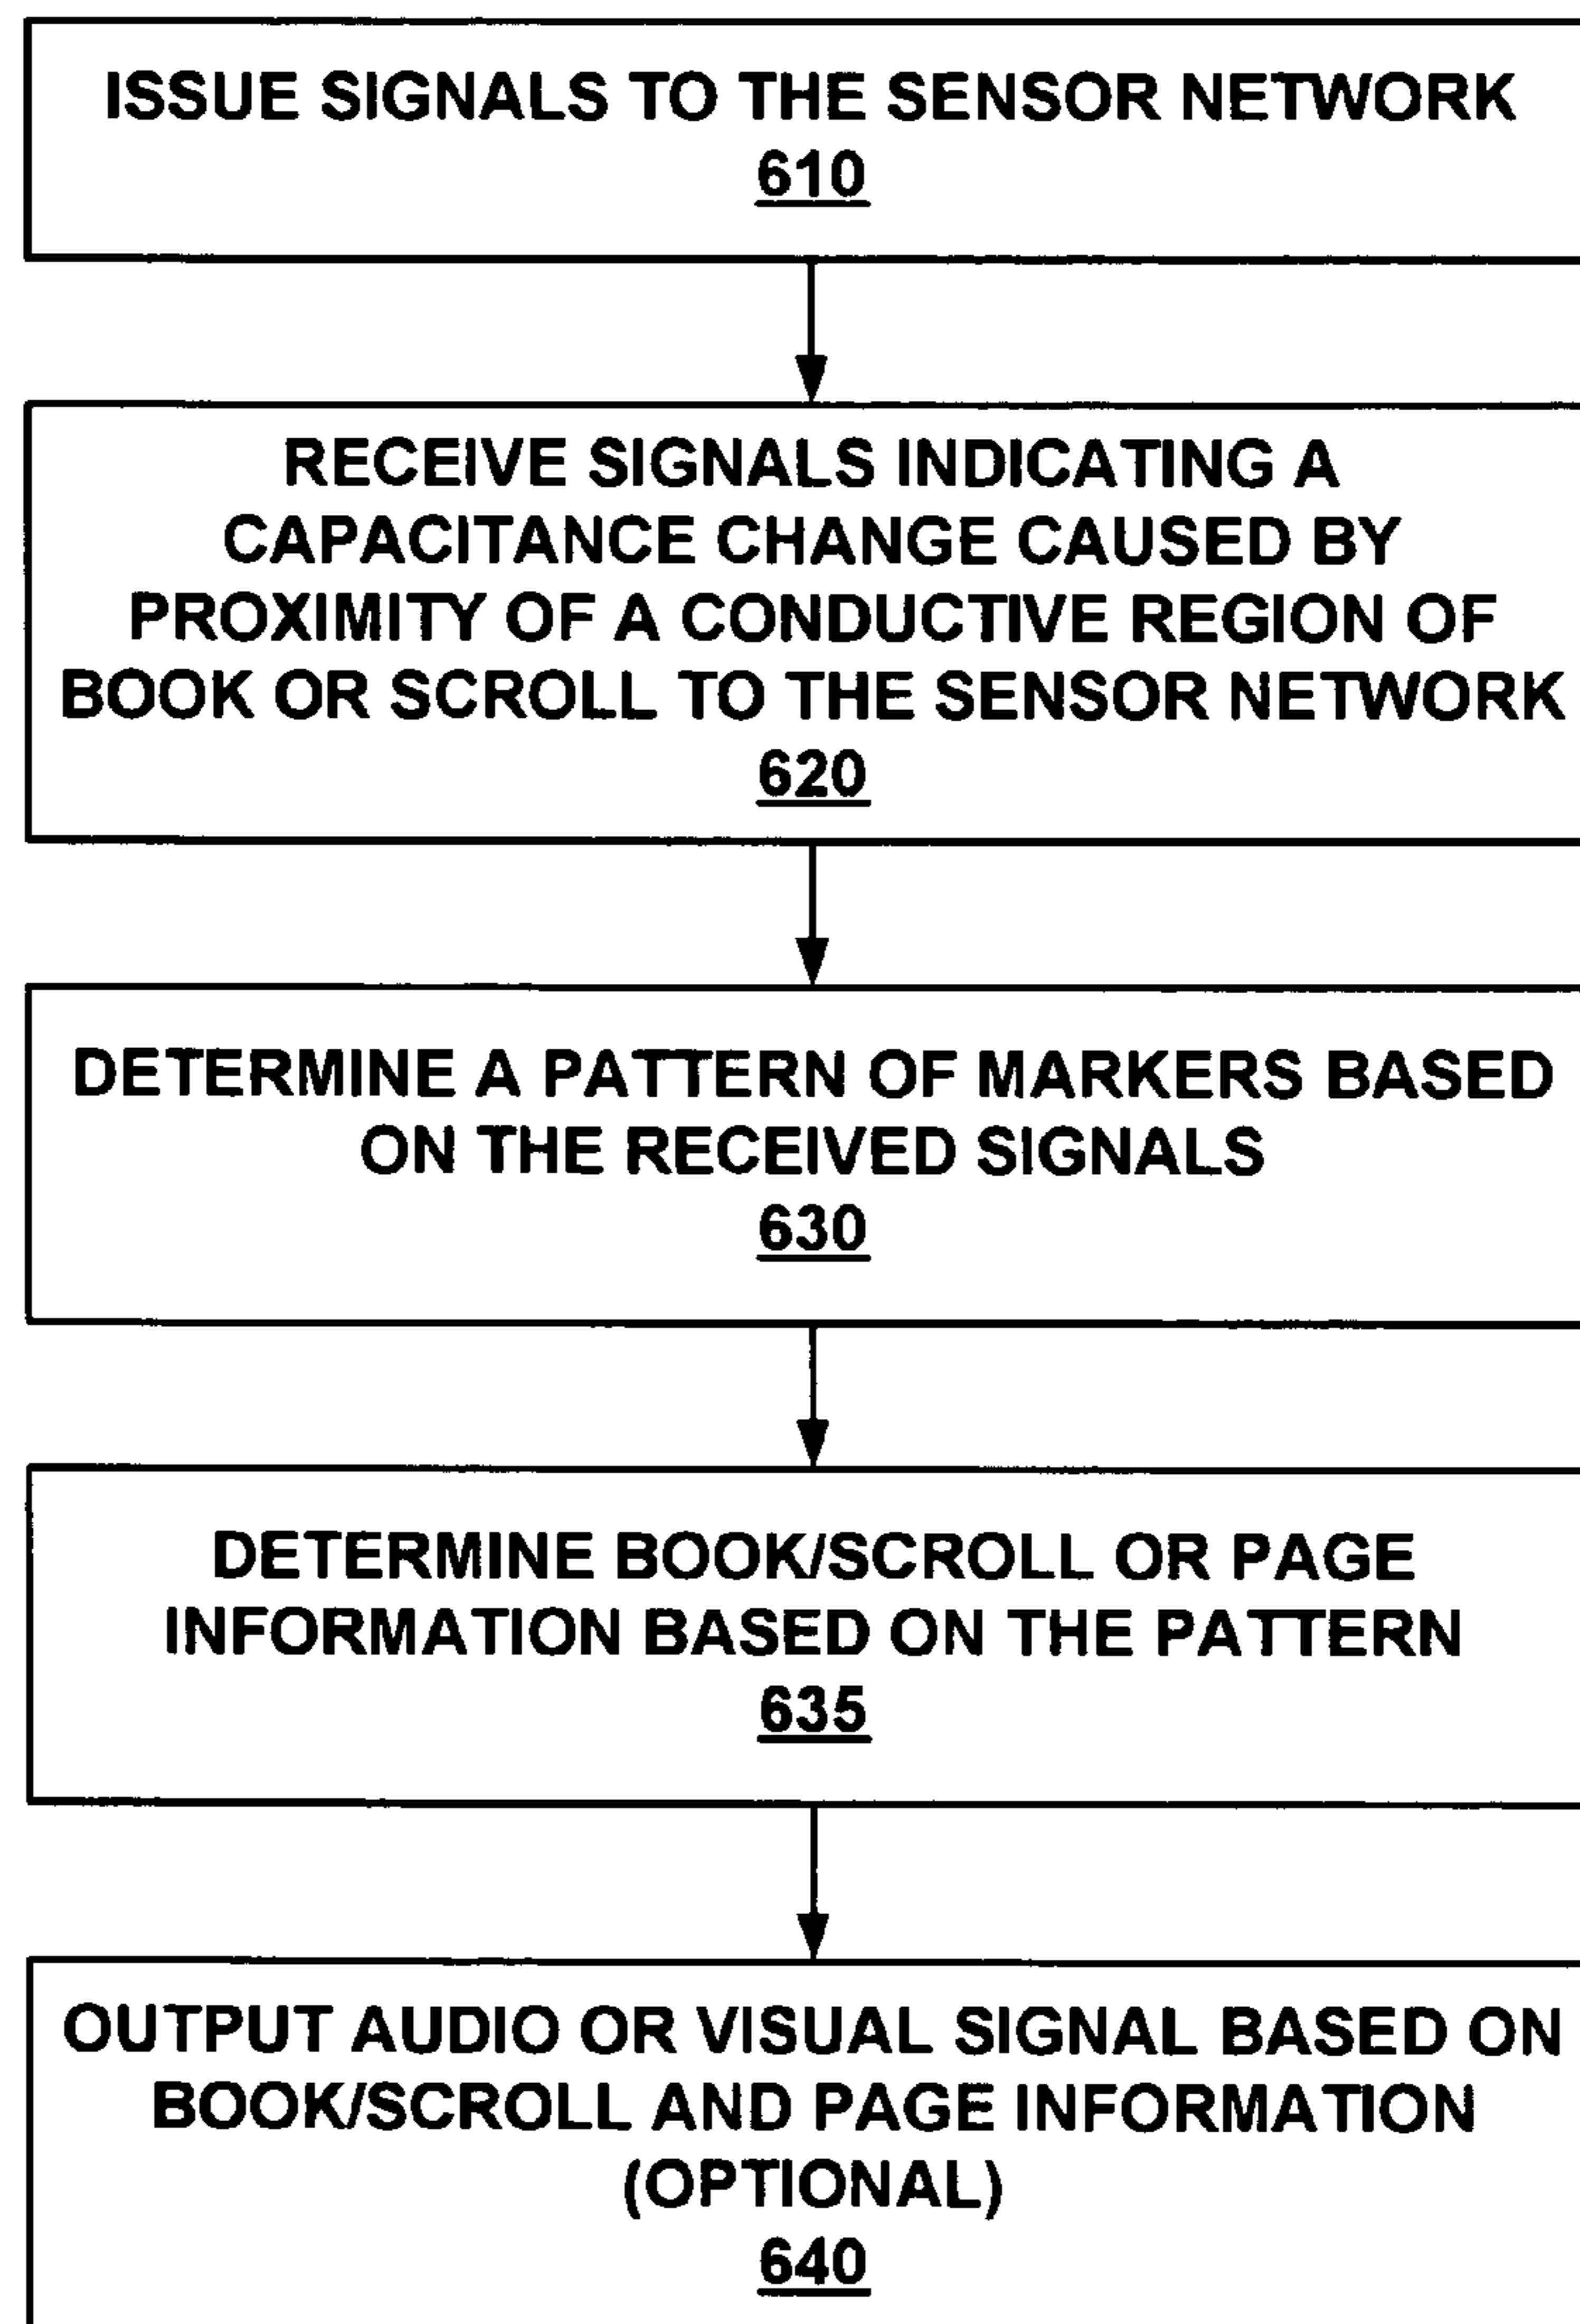 ISSUE SIGNALS TO THE SENSOR NETWORK
610
RECEIVE SIGNALS INDICATING A
CAPACITANCE CHANGE CAUSED BY
PROXIMITY OF A CONDUCTIVE REGION OF
BOOK OR SCROLL TO THE SENSOR NETWORK
620
DETERMINE A PATTERN OF MARKERS BASED
ON THE RECEIVED SIGNALS
630
DETERMINE BOOK/SCROLL OR PAGE
INFORMATION BASED ON THE PATTERN
635
OUTPUT AUDIO OR VISUAL SIGNAL BASED ON
BOOK/SCROLL AND PAGE INFORMATION
(OPTIONAL)
640